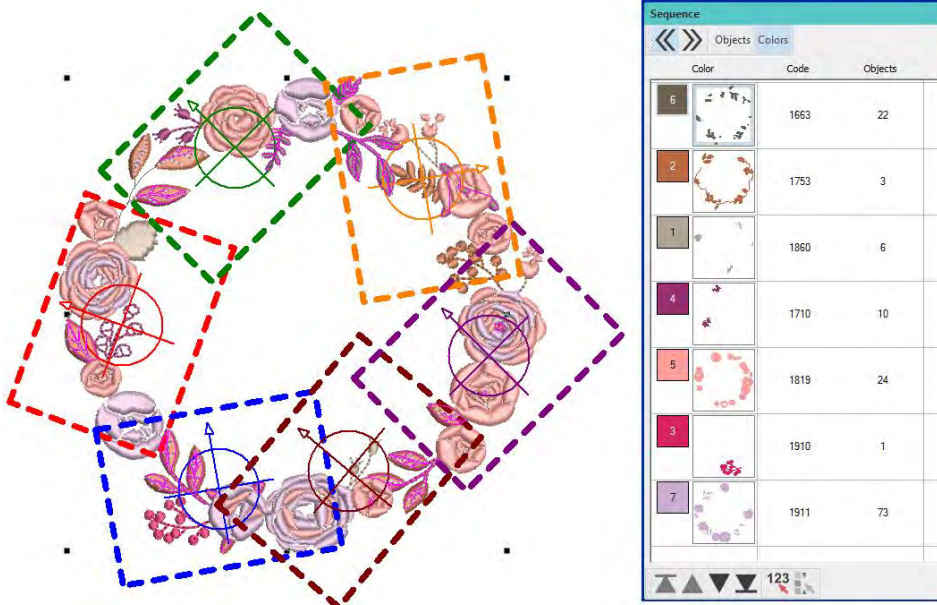 Sequence
Objects Colors
Color Code Objects
6 1663 22
2 1753 3
1 1860 6
4 1710 10
5 1819 24
3 1910 1
7 1911 73
123